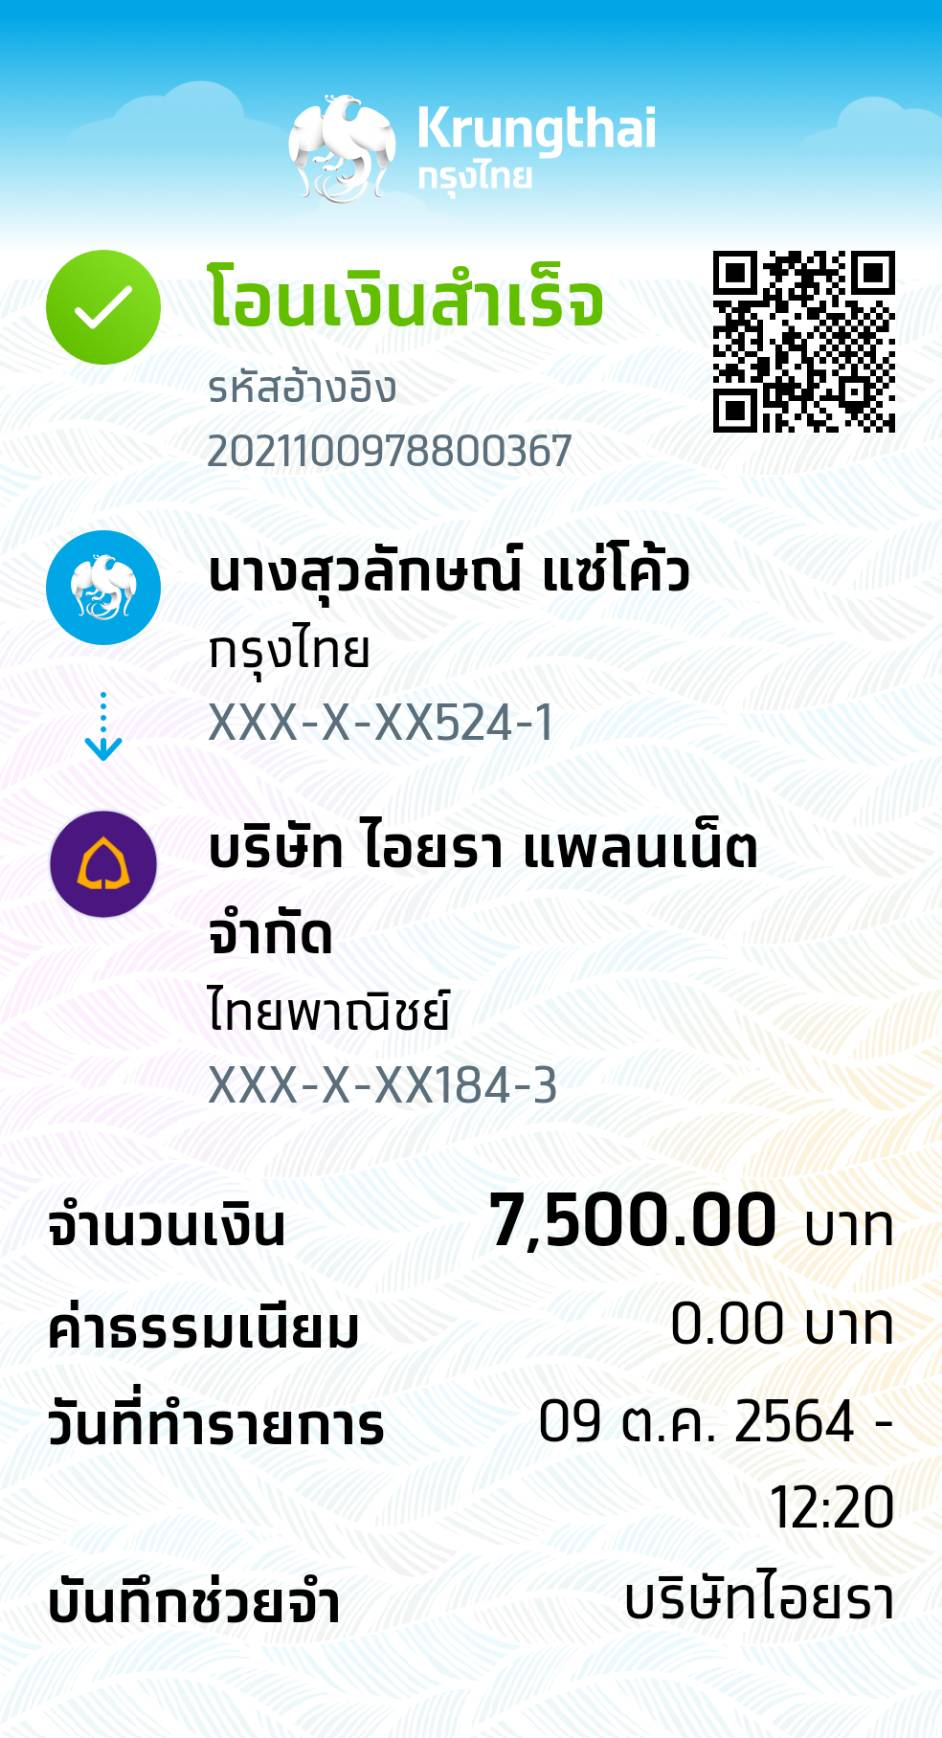 Krungthai
กรุงไทย
โอนเงินสำเร็จ
รหัสอ้างอิง
2021100978800367
นางสุวลักษณ์ แซ่โค้ว
กรุงไทย
XXX-X-XX524-1
บริษัท ไอยรา แพลนเน็ต
จำกัด
ไทยพาณิชย์
XXX-X-XX184-3
จำนวนเงิน 7,500.00 บาท
ค่าธรรมเนียม 0.00 บาท
วันที่ทำรายการ 09 ต.ค. 2564 -
12:20
บันทึกช่วยจำ บริษัทไอยรา